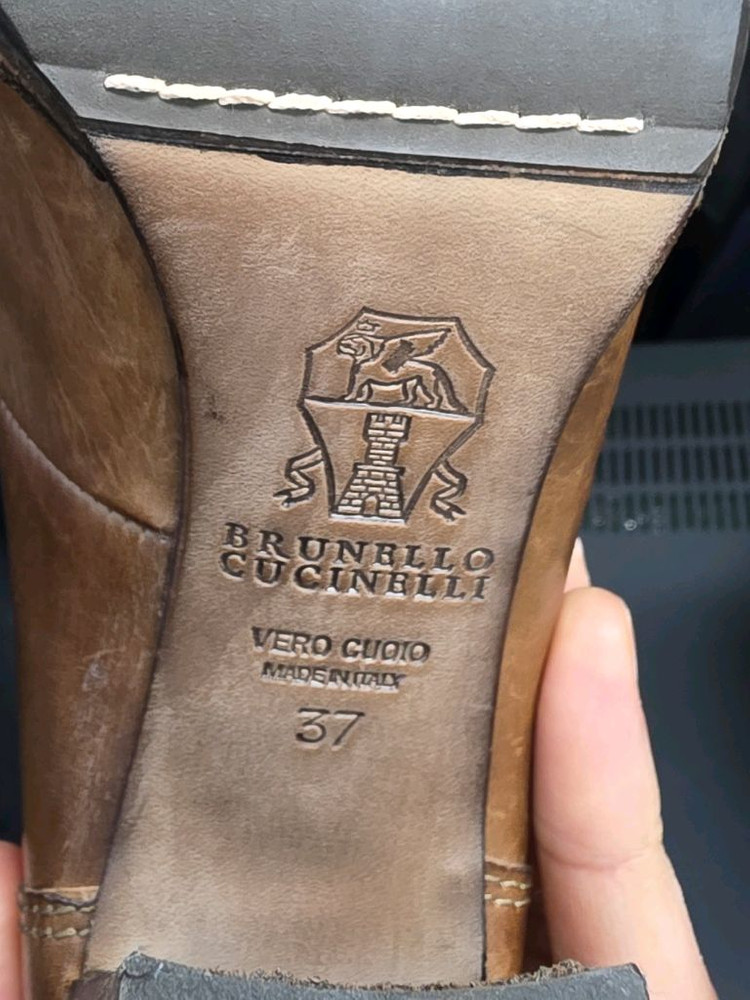 BRUNELLO
CUCINELLI
VERO CUOIO
MADE IN ITALY
37